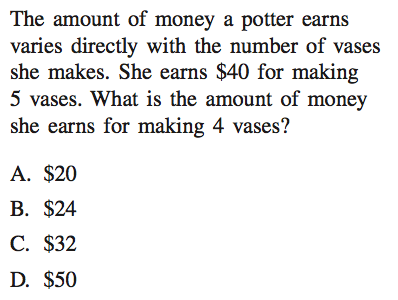 The amount of money a potter earns
varies directly with the number of vases
she makes. She earns $40 for making
5 vases. What is the amount of money
she earns for making 4 vases?
A. $20
B. $24
C. $32
D. $50